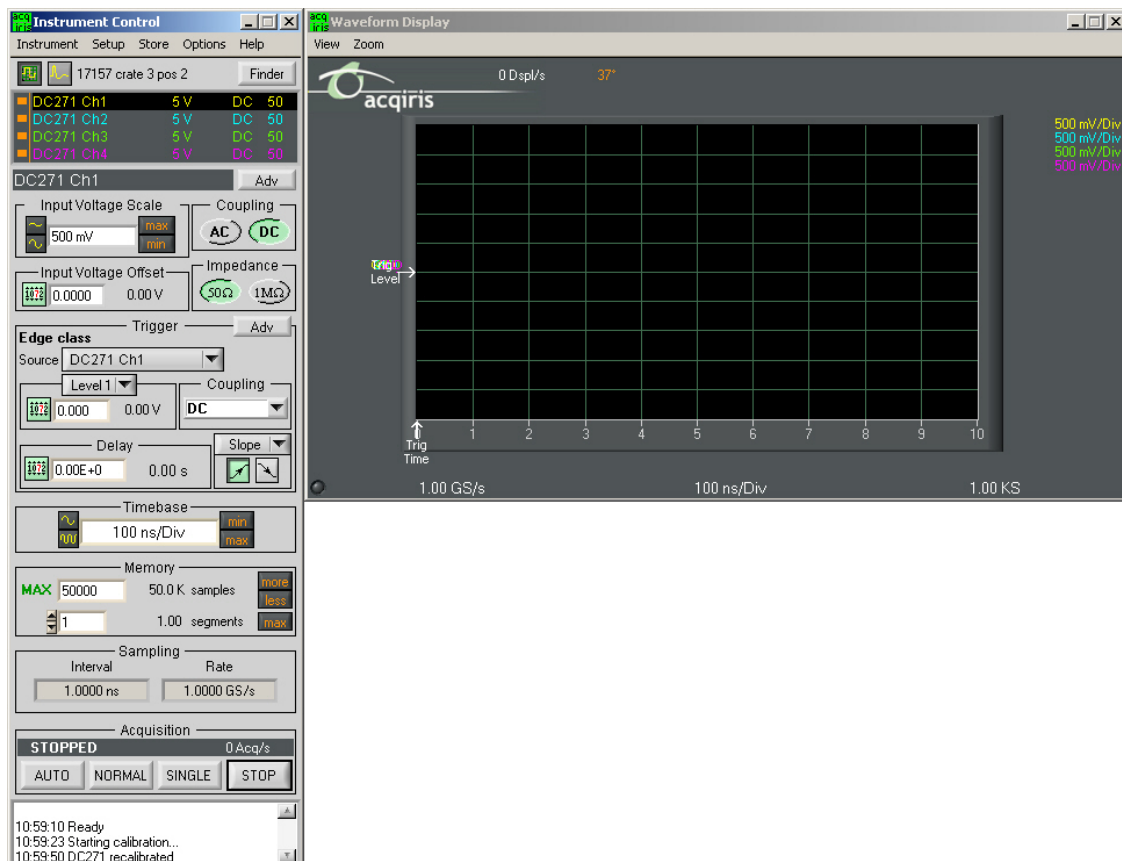 Instrument Control
Instrument Setup Store Options Help
17157 crate 3 pos 2 Finder
DC271 Ch1 5 V DC 50
DC271 Ch2 5 V DC 50
DC271 Ch3 5 V DC 50
DC271 Ch4 5 V DC 50
DC271 Ch1 Adv
Input Voltage Scale
500 mV max
min
Coupling
AC DC
Input Voltage Offset
0.0000 0.00 V
Impedance
50Ω 1MΩ
Trigger Adv
Edge class
Source DC271 Ch1
Level 1
0.000 0.00 V
Coupling
DC
Delay
0.00E+0 0.00 s
Slope
Timebase
100 ns/Div min
max
Memory
MAX 50000 50.0 K samples more
less
1 1.00 segments max
Sampling
Interval Rate
1.0000 ns 1.0000 GS/s
Acquisition
STOPPED 0 Acq/s
AUTO NORMAL SINGLE STOP
10:59:10 Ready
10:59:23 Starting calibration...
10:59:50 DC271 recalibrated
acq
iris
Waveform Display
View Zoom
acqiris
0 Dspl/s 37°
500 mV/Div
500 mV/Div
500 mV/Div
500 mV/Div
Trig
Level
1 2 3 4 5 6 7 8 9 10
Trig
Time
1.00 GS/s 100 ns/Div 1.00 KS